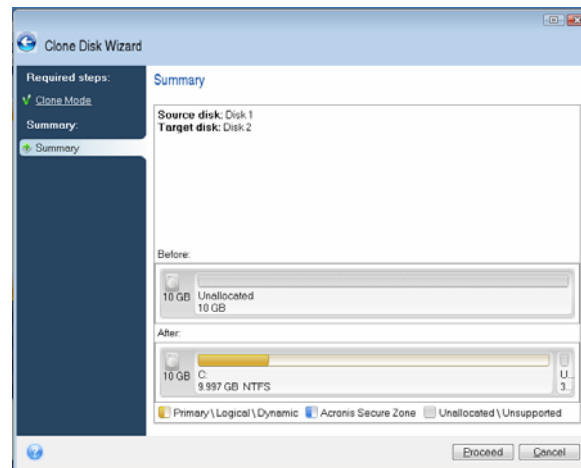 Clone Disk Wizard
Required steps:
Clone Mode
Summary:
Summary
Summary
Source disk: Disk 1
Target disk: Disk 2
Before:
10 GB
Unallocated
10 GB
After:
10 GB
C:
9.997 GB NTFS
U...
3...
Primary \ Logical \ Dynamic
Acronis Secure Zone
Unallocated \ Unsupported
Proceed
Cancel